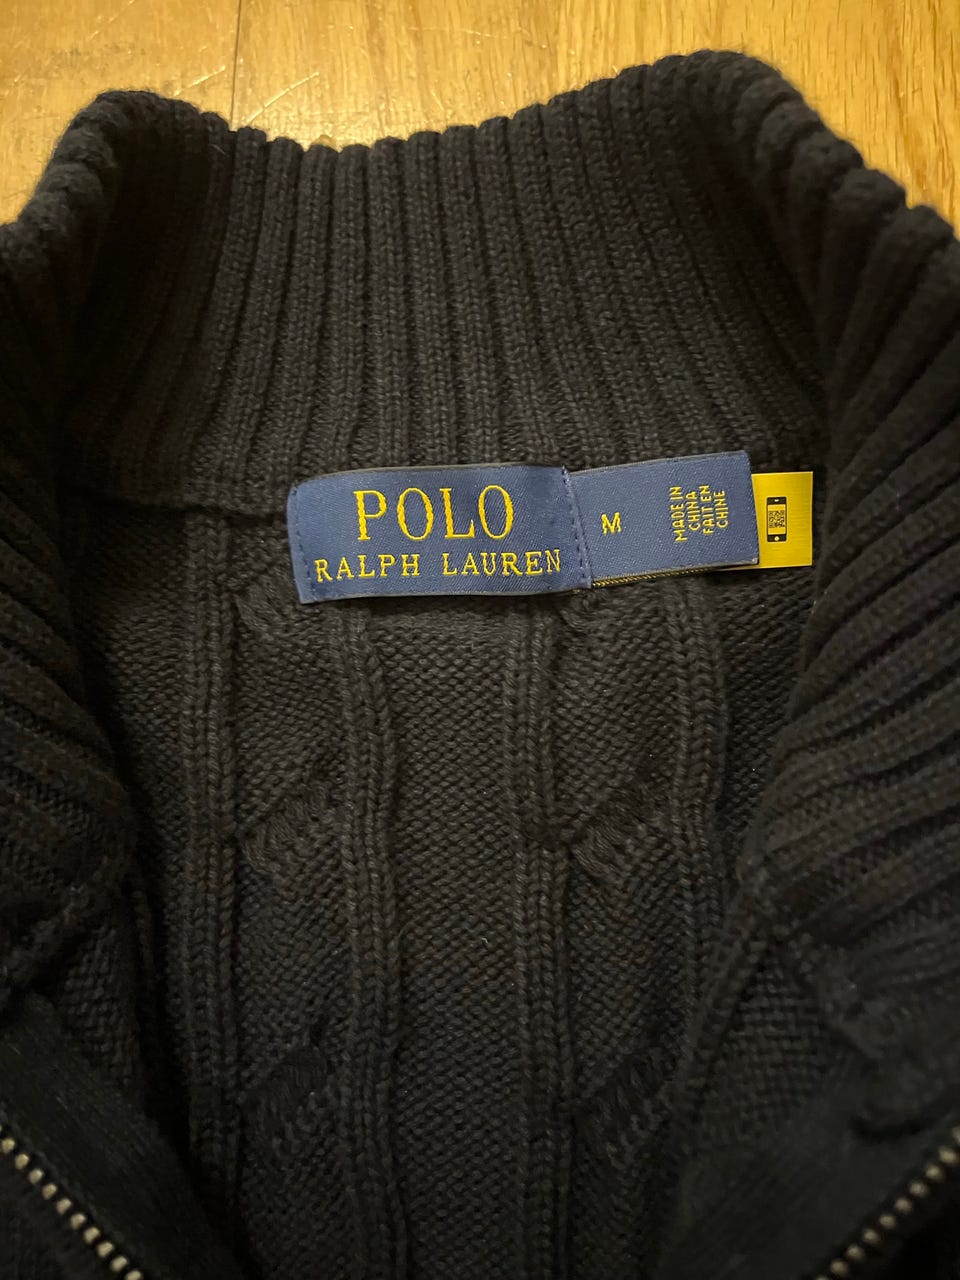 POLO
RALPH LAUREN
M
MADE IN
CHINA
FAIT EN
CHINE